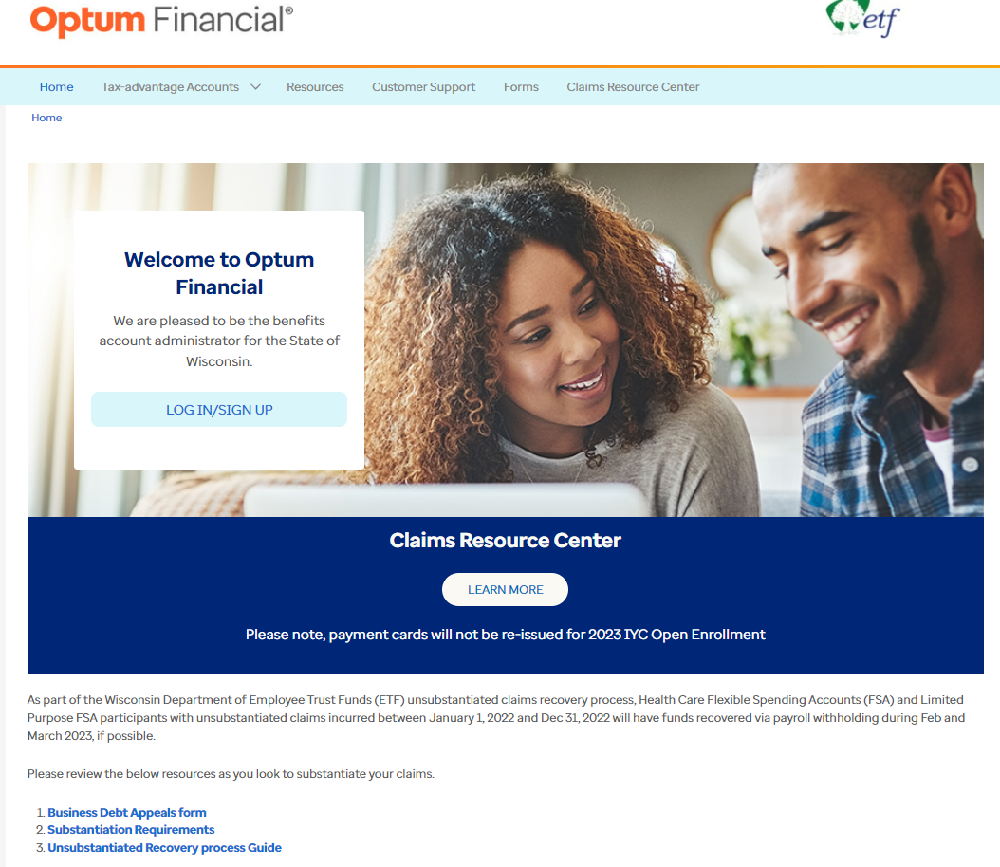 Optum Financial®
etf
Home Tax-advantage Accounts Resources Customer Support Forms Claims Resource Center
Home
Welcome to Optum
Financial
We are pleased to be the benefits
account administrator for the State of
Wisconsin.
LOG IN/SIGN UP
Claims Resource Center
LEARN MORE
Please note, payment cards will not be re-issued for 2023 IYC Open Enrollment
As part of the Wisconsin Department of Employee Trust Funds (ETF) unsubstantiated claims recovery process, Health Care Flexible Spending Accounts (FSA) and Limited
Purpose FSA participants with unsubstantiated claims incurred between January 1, 2022 and Dec 31, 2022 will have funds recovered via payroll withholding during Feb and
March 2023, if possible.
Please review the below resources as you look to substantiate your claims.
1. Business Debt Appeals form
2. Substantiation Requirements
3. Unsubstantiated Recovery process Guide